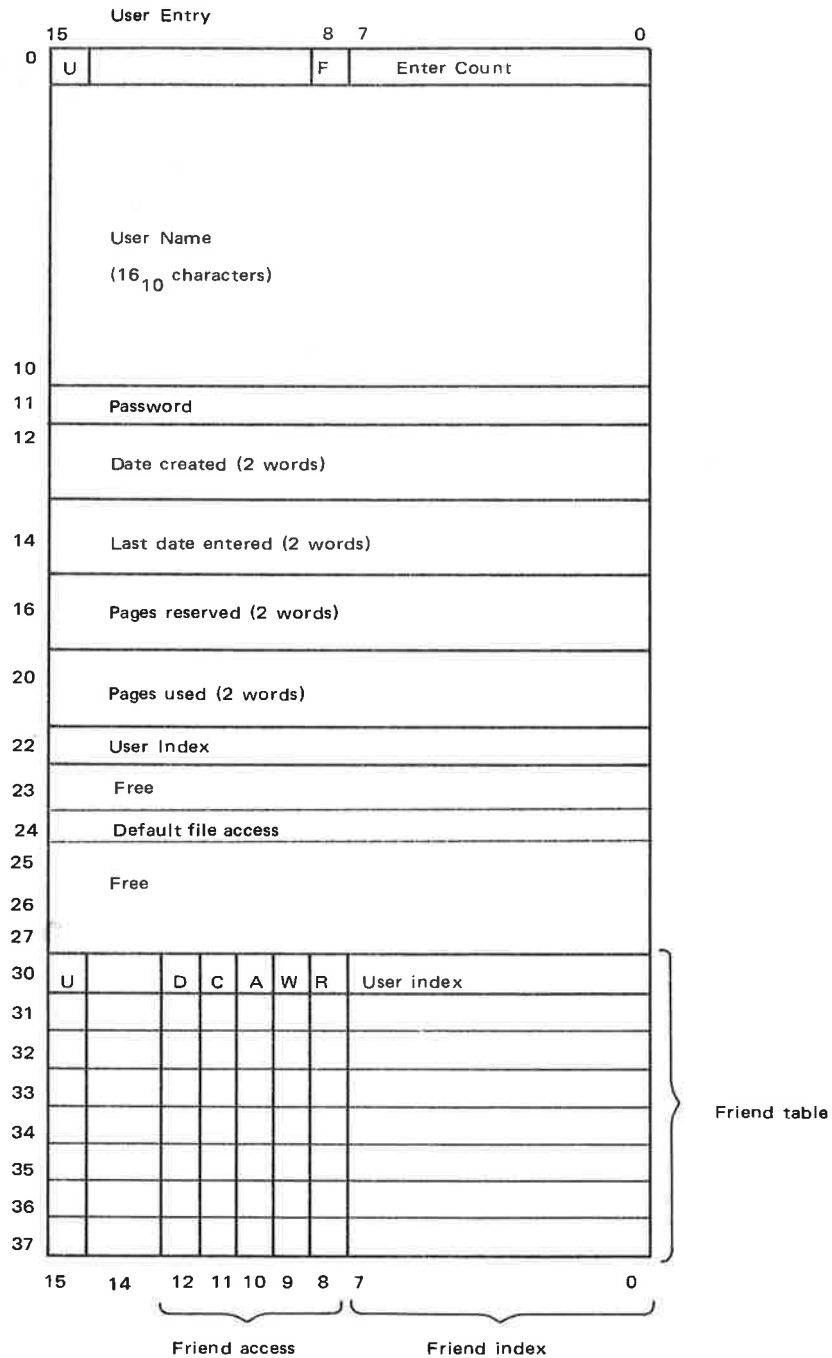 User Entry
15 8 7 0
0 U F Enter Count
User Name
(16₁₀ characters)
10
11 Password
12
Date created (2 words)
14 Last date entered (2 words)
16 Pages reserved (2 words)
20
Pages used (2 words)
22 User Index
23 Free
24 Default file access
25
Free
26
27
30 U D C A W R User index
31
32
33
Friend table
34
35
36
37
15 14 12 11 10 9 8 7 0
Friend access Friend index